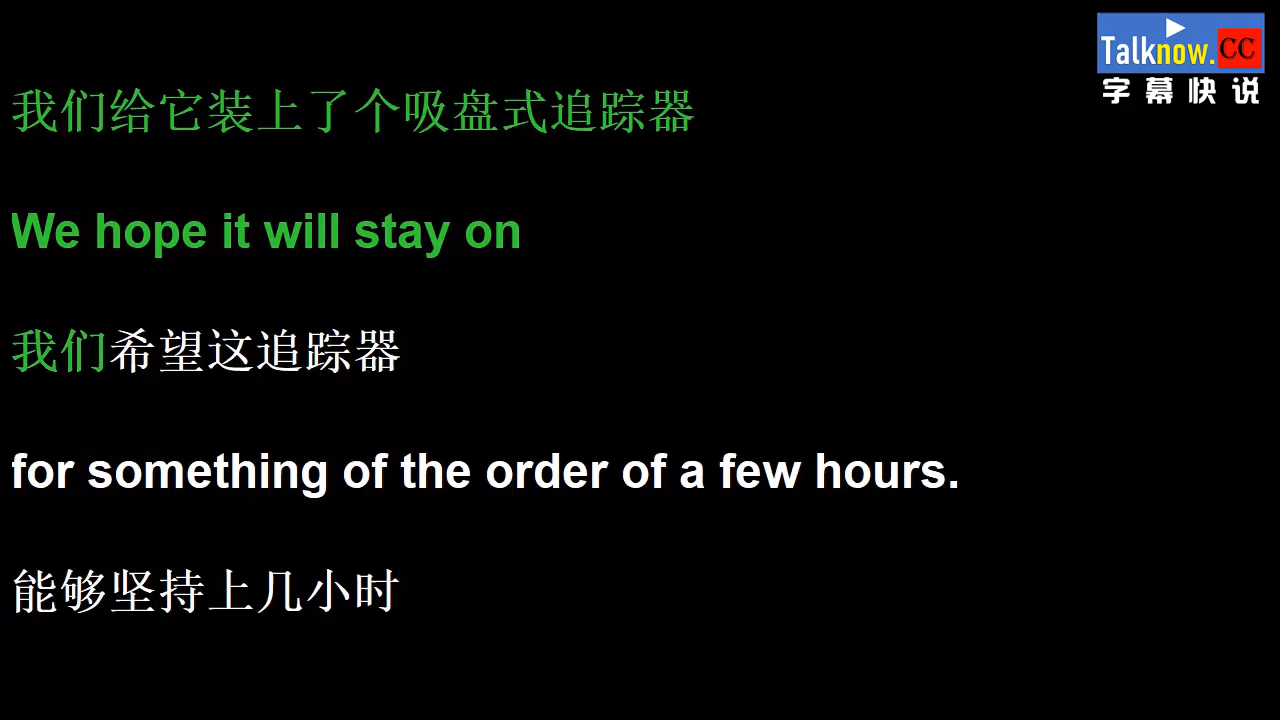 Talknow.CC
字幕快说
我们给它装上了个吸盘式追踪器
We hope it will stay on
我们希望这追踪器
for something of the order of a few hours.
能够坚持上几小时